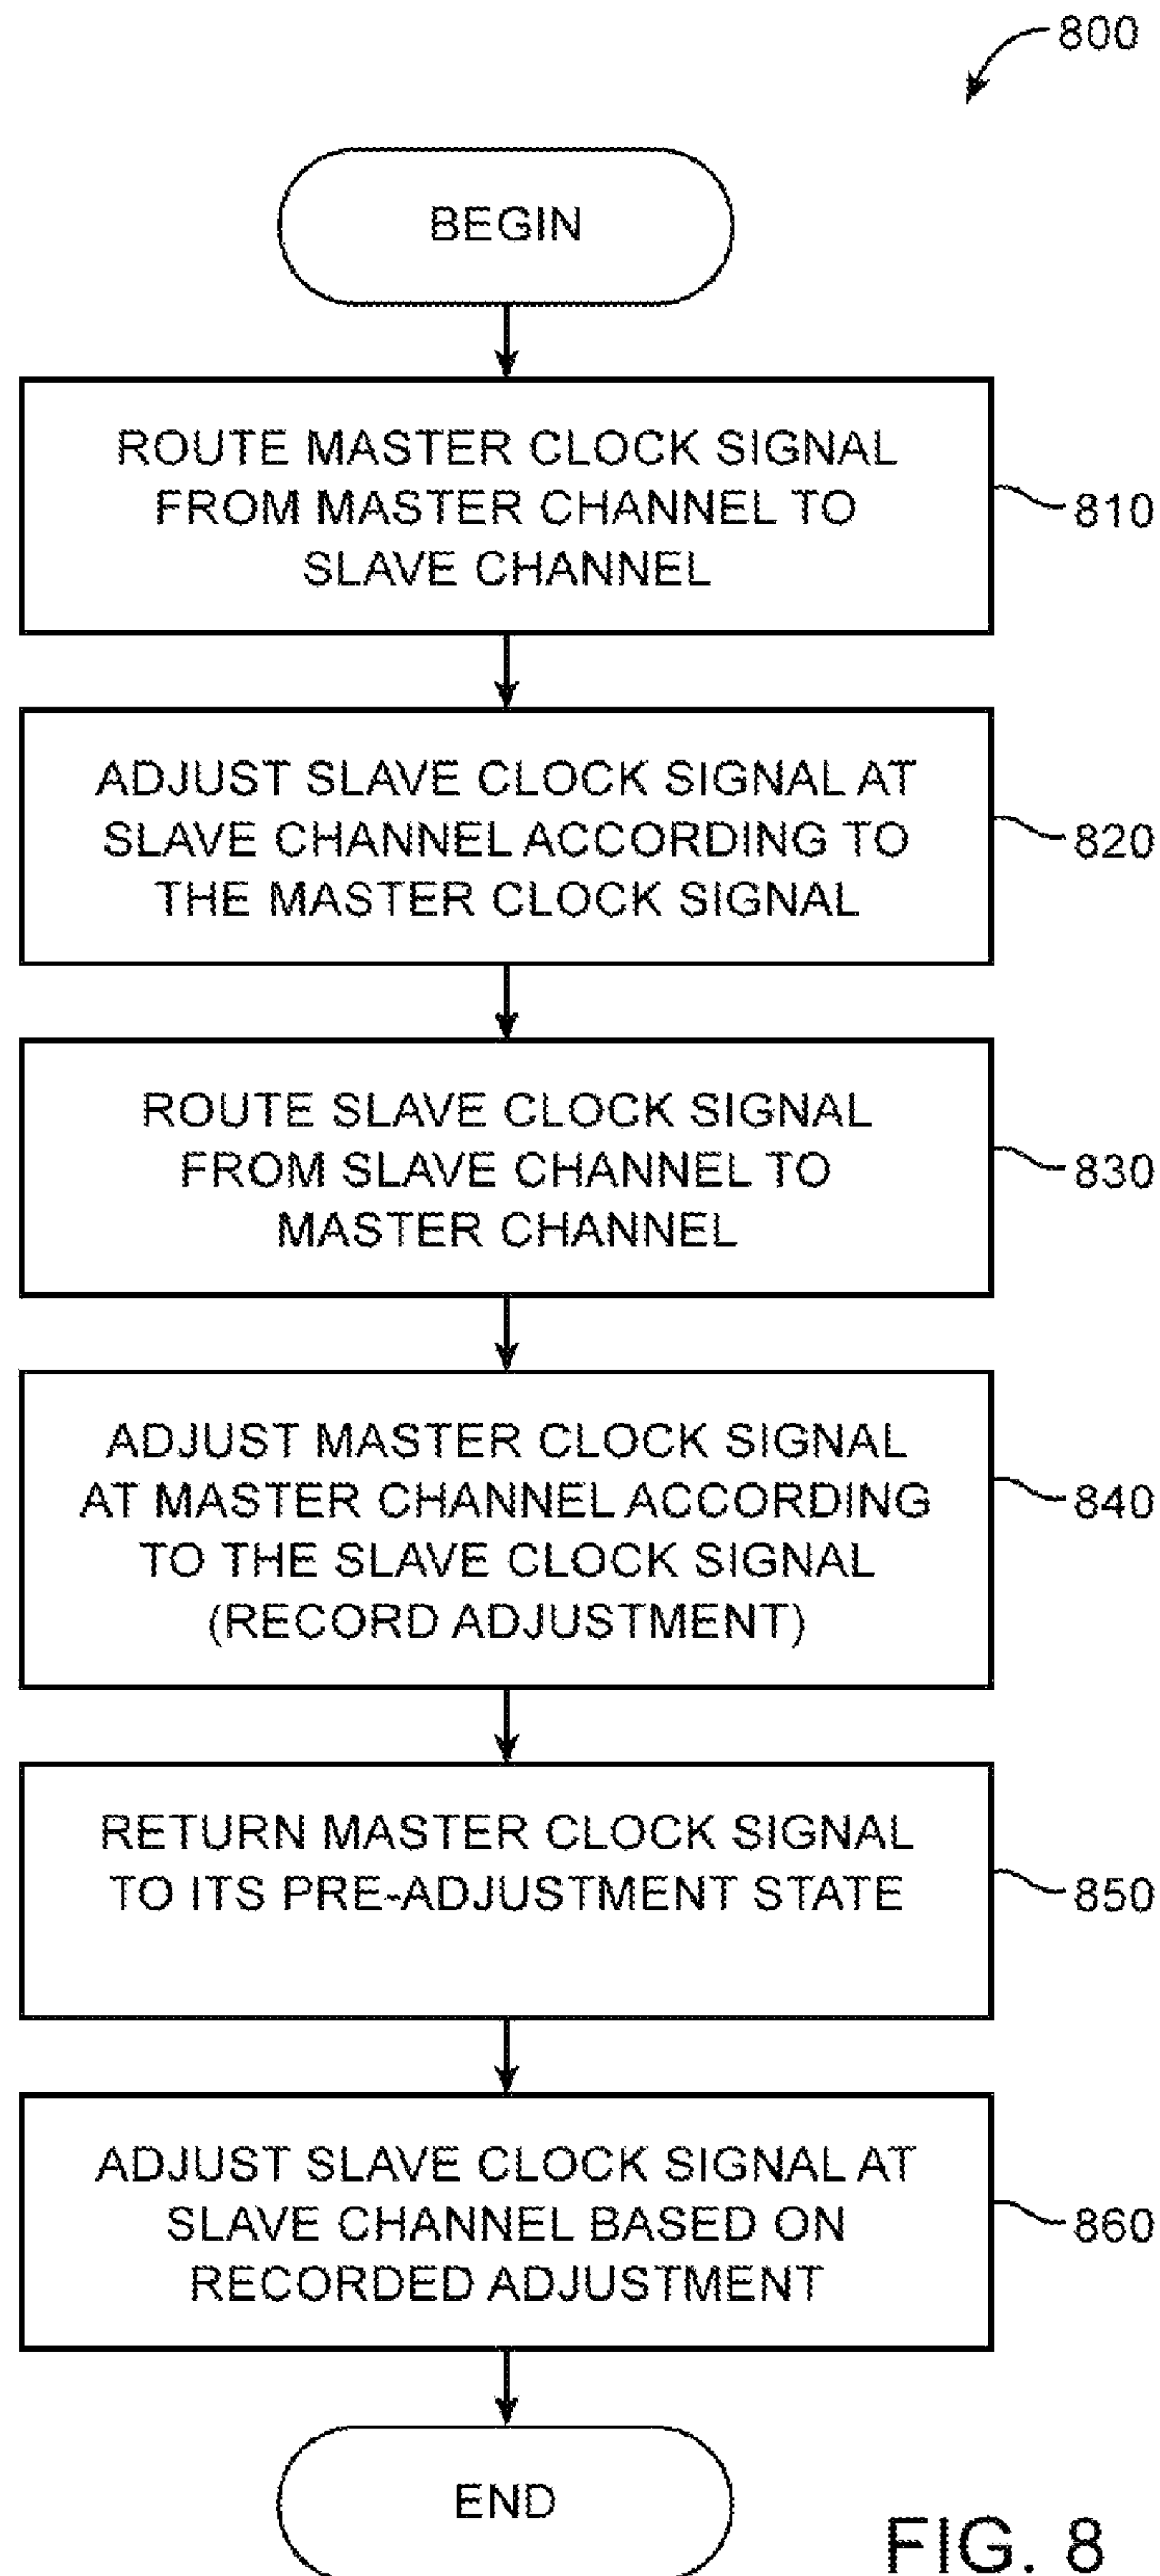 800
BEGIN
ROUTE MASTER CLOCK SIGNAL
FROM MASTER CHANNEL TO
SLAVE CHANNEL
810
ADJUST SLAVE CLOCK SIGNAL AT
SLAVE CHANNEL ACCORDING TO
THE MASTER CLOCK SIGNAL
820
ROUTE SLAVE CLOCK SIGNAL
FROM SLAVE CHANNEL TO
MASTER CHANNEL
830
ADJUST MASTER CLOCK SIGNAL
AT MASTER CHANNEL ACCORDING
TO THE SLAVE CLOCK SIGNAL
(RECORD ADJUSTMENT)
840
RETURN MASTER CLOCK SIGNAL
TO ITS PRE-ADJUSTMENT STATE
850
ADJUST SLAVE CLOCK SIGNAL AT
SLAVE CHANNEL BASED ON
RECORDED ADJUSTMENT
860
END
FIG. 8